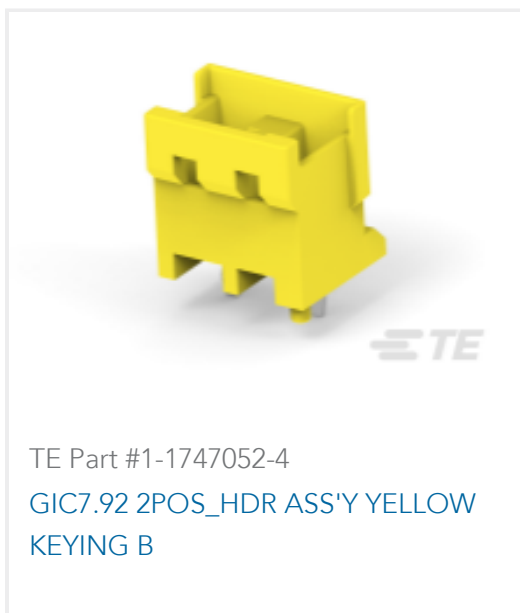 TE
TE Part #1-1747052-4
GIC7.92 2POS_HDR ASS'Y YELLOW
KEYING B